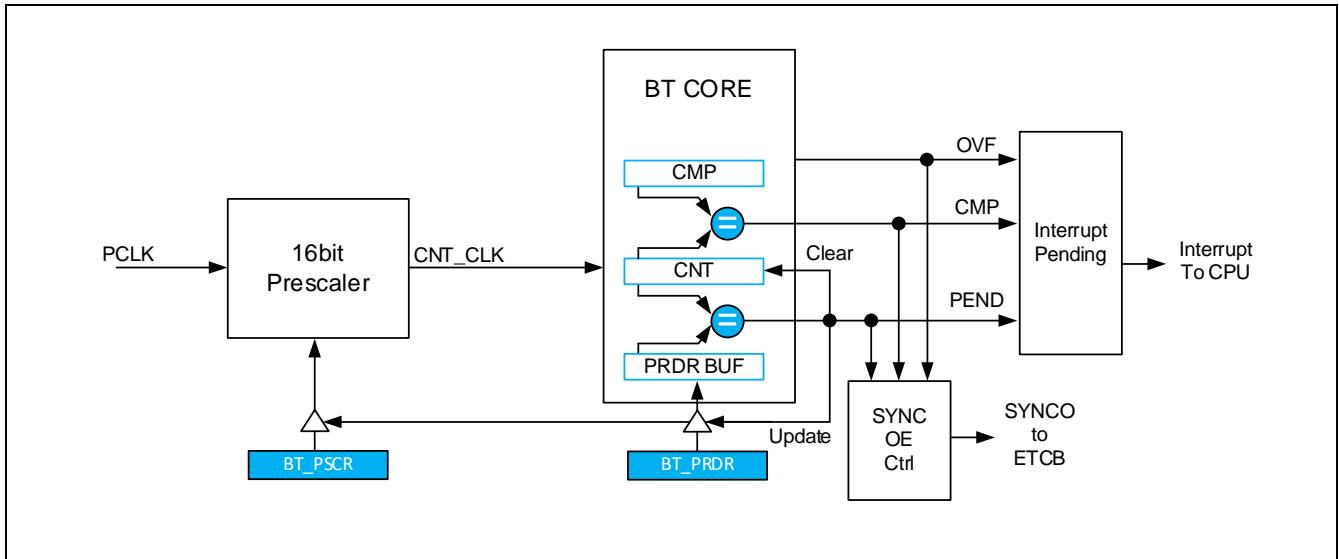 BT CORE
OVF
CMP
CMP
Interrupt
Pending
PCLK
16bit
Prescaler
CNT_CLK
CNT
Clear
Interrupt
To CPU
PEND
PRDR BUF
SYNC
OE
Ctrl
SYNCO
to
ETCB
Update
BT_PSCR
BT_PRDR